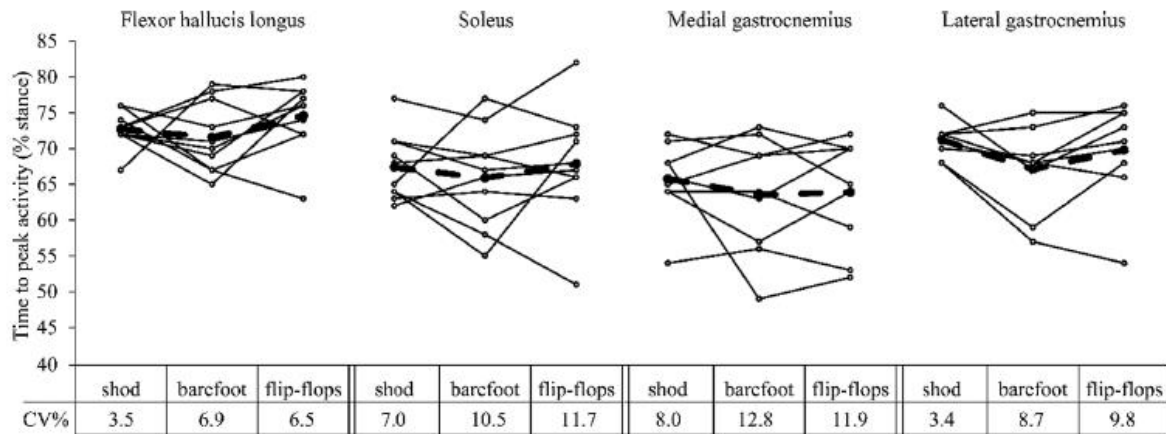 Flexor hallucis longus Soleus Medial gastrocnemius Lateral gastrocnemius
Time to peak activity (% stance)
85
80
75
70
65
60
55
50
45
40
shod barefoot flip-flops shod barefoot flip-flops shod barefoot flip-flops shod barefoot flip-flops
CV% 3.5 6.9 6.5 7.0 10.5 11.7 8.0 12.8 11.9 3.4 8.7 9.8